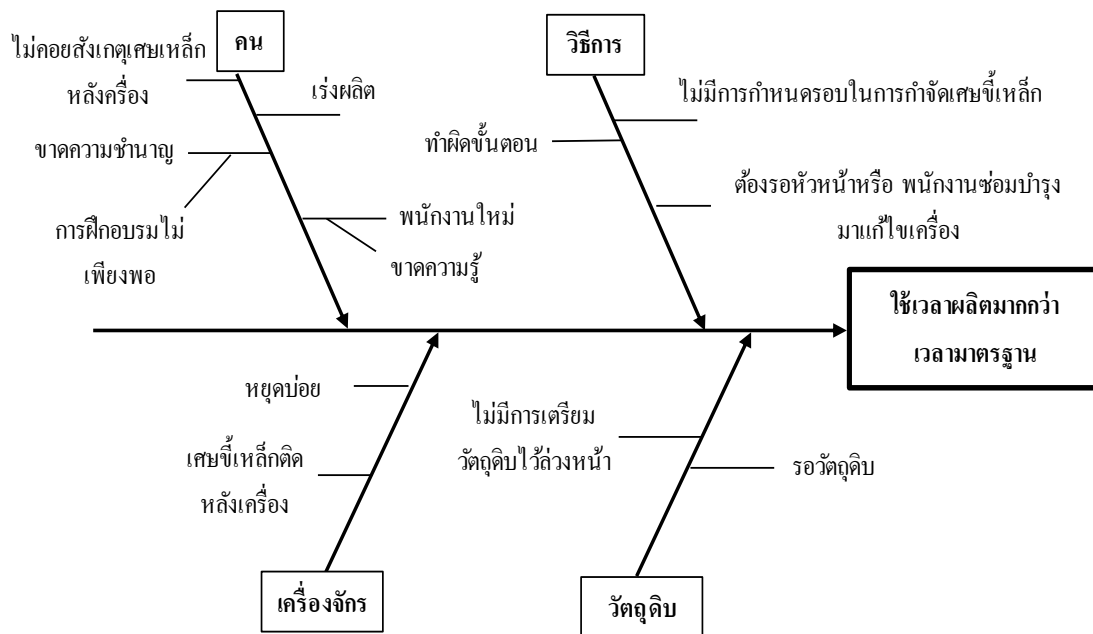 คน
วิธีการ
ไม่คอยสังเกตุเศษเหล็ก
หลังครื่อง
เร่งผลิต
ไม่มีการกำหนดรอบในการกำจัดเศษขี้เหล็ก
ทำผิดขั้นตอน
ขาดความชำนาญ
ต้องรอหัวหน้าหรือ พนักงานซ่อมบำรุง
มาแก้ไขเครื่อง
การฝึกอบรมไม่
เพียงพอ
พนักงานใหม่
ขาดความรู้
ใช้เวลาผลิตมากกว่า
เวลามาตรฐาน
หยุดบ่อย
ไม่มีการเตรียม
วัตถุดิบไว้ล่วงหน้า
รอวัตถุดิบ
เศษขี้เหล็กติด
หลังเครื่อง
เครื่องจักร
วัตถุดิบ